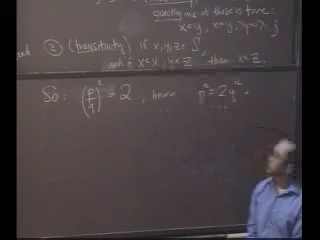 exactly one of these is true:
x<y, x=y, y<x
and ② (transitivity) if x,y,z∈ S,
and if x<y, y<z then x<z.
So: (p/q)² = 2, hence p² = 2q².